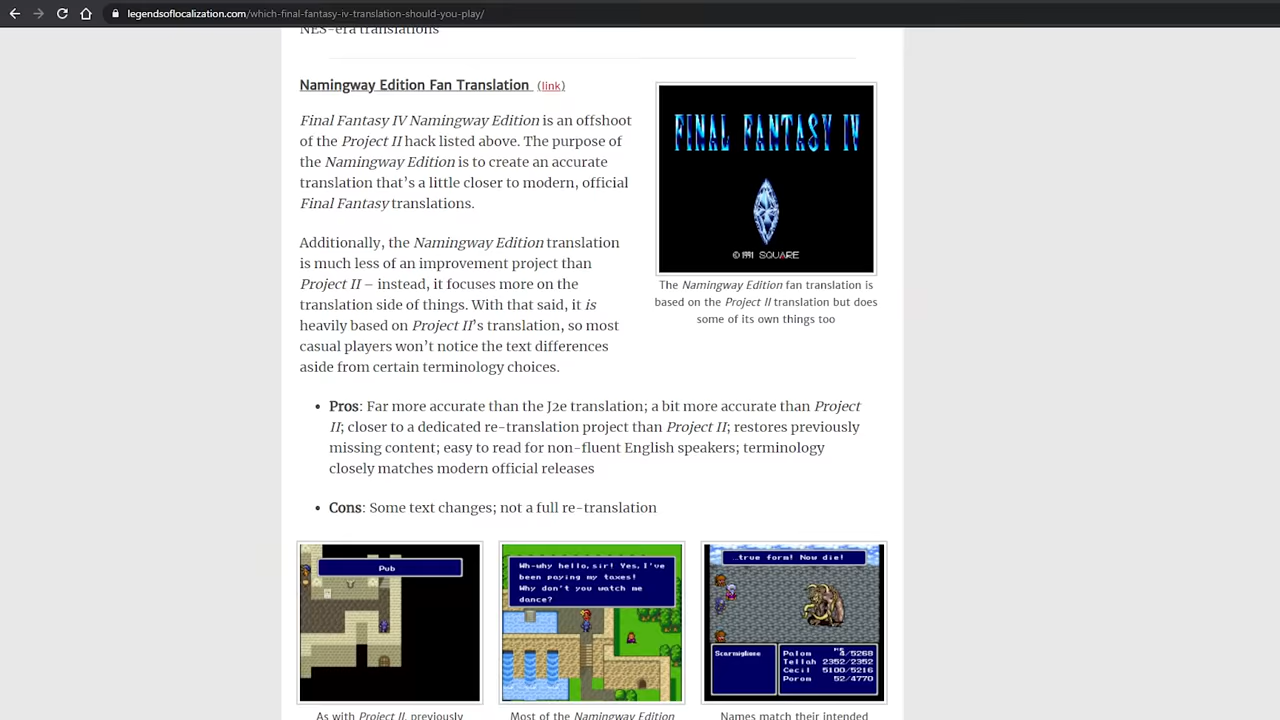 legendsoflocalization.com/which-final-fantasy-iv-translation-should-you-play/
NES-era translations
Namingway Edition Fan Translation (link)
Final Fantasy IV Namingway Edition is an offshoot
of the Project II hack listed above. The purpose of
the Namingway Edition is to create an accurate
translation that’s a little closer to modern, official
Final Fantasy translations.
Additionally, the Namingway Edition translation
is much less of an improvement project than
Project II – instead, it focuses more on the
translation side of things. With that said, it is
heavily based on Project II’s translation, so most
casual players won’t notice the text differences
aside from certain terminology choices.
FINAL FANTASY IV
© 1991 SQUARE
The Namingway Edition fan translation is
based on the Project II translation but does
some of its own things too
• Pros: Far more accurate than the J2e translation; a bit more accurate than Project
II; closer to a dedicated re-translation project than Project II; restores previously
missing content; easy to read for non-fluent English speakers; terminology
closely matches modern official releases
• Cons: Some text changes; not a full re-translation
Pub
Wh-why hello,sir! Yes,I've
been paying my taxes!
Why don't you watch me
dance?
…true form! Now die!
Scarmiglione
HP
Palom 4/5268
Tellah 2352/2352
Cecil 5100/5216
Porom 52/4770
As with Project II, previously
Most of the Namingway Edition
Names match their intended